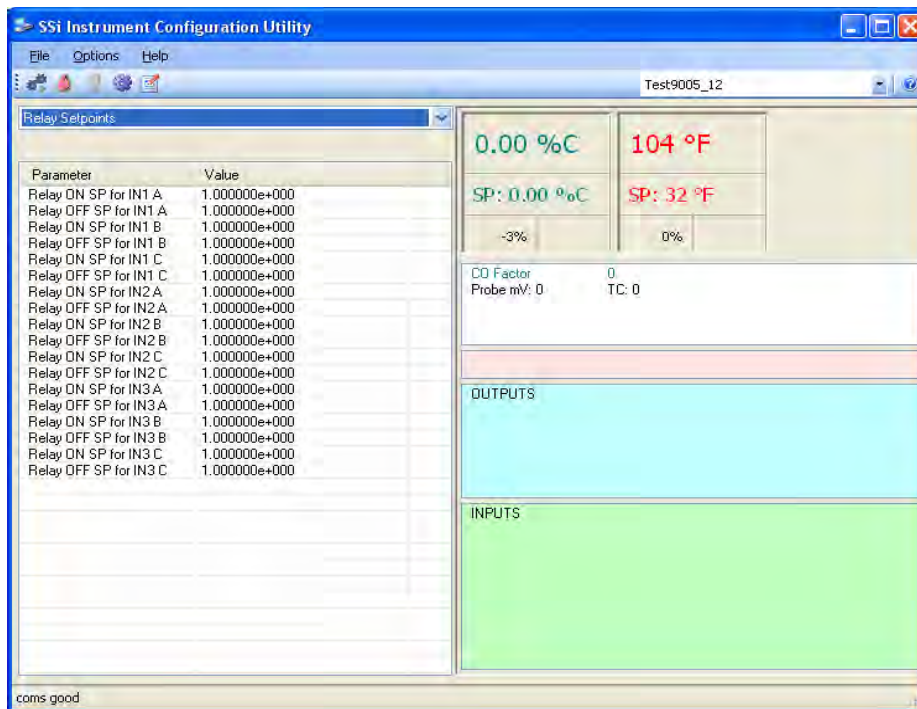 SSi Instrument Configuration Utility
File Options Help
Test9005_12
Relay Setpoints
Parameter Value
Relay ON SP for IN1 A 1.000000e+000
Relay OFF SP for IN1 A 1.000000e+000
Relay ON SP for IN1 B 1.000000e+000
Relay OFF SP for IN1 B 1.000000e+000
Relay ON SP for IN1 C 1.000000e+000
Relay OFF SP for IN1 C 1.000000e+000
Relay ON SP for IN2 A 1.000000e+000
Relay OFF SP for IN2 A 1.000000e+000
Relay ON SP for IN2 B 1.000000e+000
Relay OFF SP for IN2 B 1.000000e+000
Relay ON SP for IN2 C 1.000000e+000
Relay OFF SP for IN2 C 1.000000e+000
Relay ON SP for IN3 A 1.000000e+000
Relay OFF SP for IN3 A 1.000000e+000
Relay ON SP for IN3 B 1.000000e+000
Relay OFF SP for IN3 B 1.000000e+000
Relay ON SP for IN3 C 1.000000e+000
Relay OFF SP for IN3 C 1.000000e+000
0.00 %C 104 °F
SP: 0.00 %C SP: 32 °F
-3% 0%
CO Factor 0
Probe mV: 0 TC: 0
OUTPUTS
INPUTS
coms good